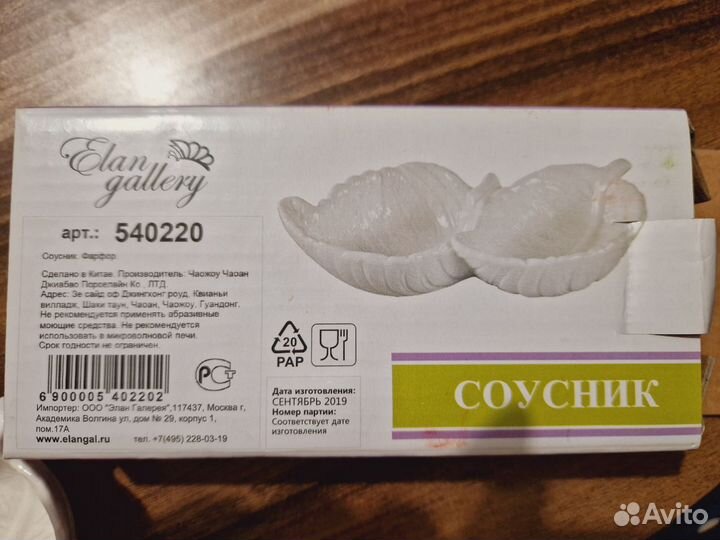 Elan
gallery
арт.: 540220
Соусник. Фарфор
Сделано в Китае. Производитель: Чаожоу Чаоан
Джиабао Порселайн Ко., ЛТД
Адрес: Зе сайд оф Джингконг роуд, Квианьи
вилладж, Шаки таун, Чаоан, Чаожоу, Гуандонг.
Не рекомендуется применять абразивные
моющие средства. Не рекомендуется
использовать в микроволновой печи.
Срок годности не ограничен.
6 900005 402202
Импортер: ООО "Элан Галерея",117437, Москва г,
Академика Волгина ул, дом № 29, корпус 1,
пом.17А
www.elangal.ru тел. +7(495) 228-03-19
20
PAP
Дата изготовления:
СЕНТЯБРЬ 2019
Номер партии:
Соответствует дате
изготовления
СОУСНИК
Avito